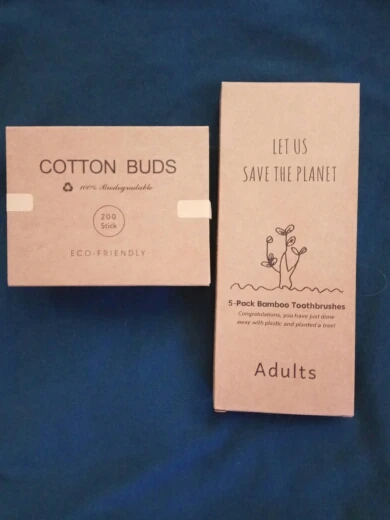 COTTON BUDS
100% Biodegradable
200
Stick
ECO-FRIENDLY
LET US
SAVE THE PLANET
5-Pack Bamboo Toothbrushes
Congratulations, you have just done
away with plastic and planted a tree!
Adults